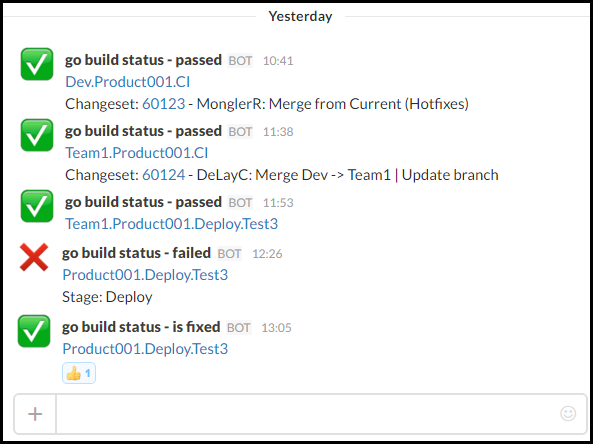 Yesterday
go build status - passed BOT 10:41
Dev.Product001.CI
Changeset: 60123 - MonglerR: Merge from Current (Hotfixes)
go build status - passed BOT 11:38
Team1.Product001.CI
Changeset: 60124 - DeLayC: Merge Dev -> Team1 | Update branch
go build status - passed BOT 11:53
Team1.Product001.Deploy.Test3
go build status - failed BOT 12:26
Product001.Deploy.Test3
Stage: Deploy
go build status - is fixed BOT 13:05
Product001.Deploy.Test3
👍 1